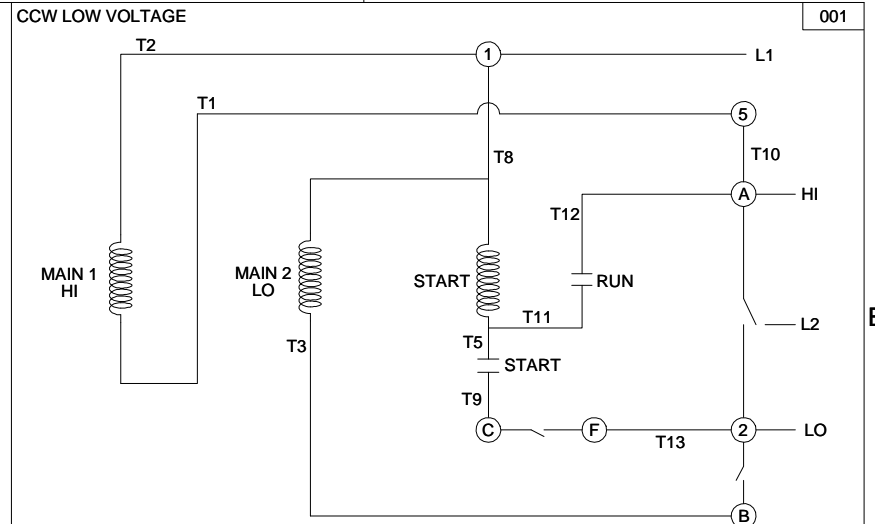 CCW LOW VOLTAGE
001
T2
1
L1
T1
5
T8
T10
T12
A
HI
MAIN 1
HI
MAIN 2
LO
START
RUN
T11
L2
T3
T5
START
T9
C
F
T13
2
LO
B